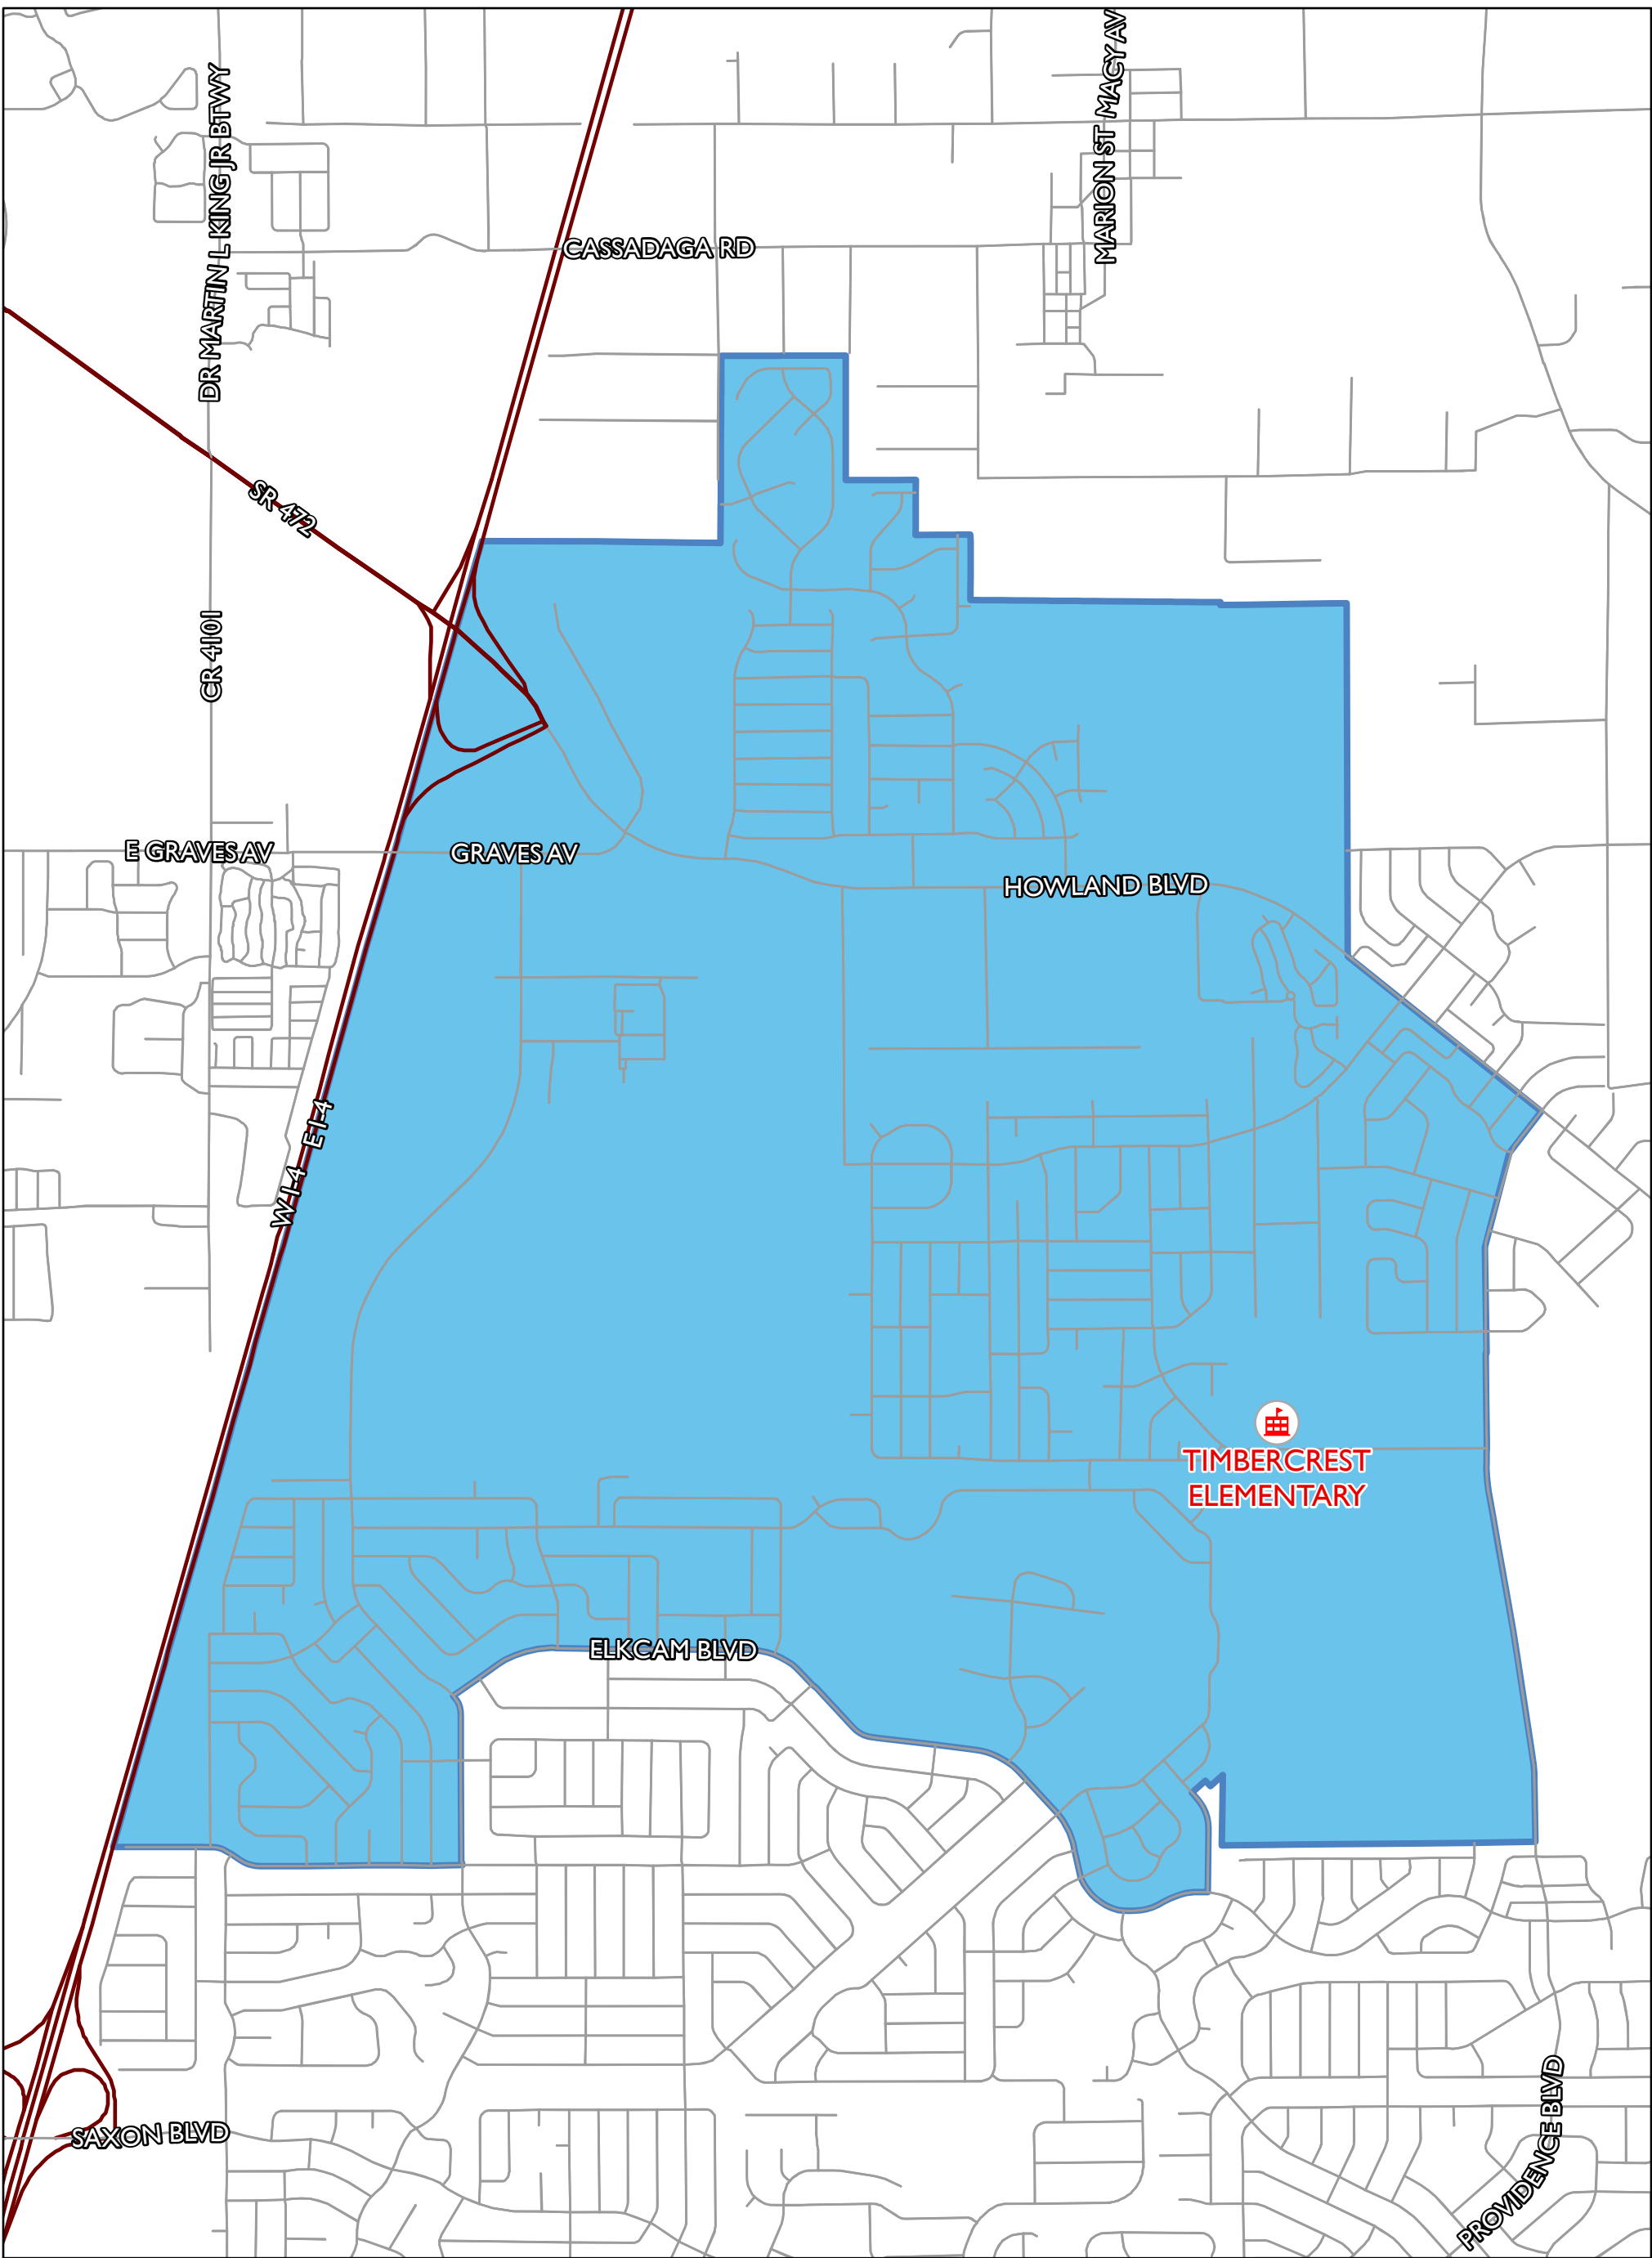 MARION ST MACY AV
DR MARTIN L KING JR BTWY
CASSADAGA RD
SR 472
CR 4101
E GRAVES AV
GRAVES AV
HOWLAND BLVD
E I-4
W I-4
TIMBERCREST
ELEMENTARY
ELKCAM BLVD
SAXON BLVD
PROVIDENCE BLVD